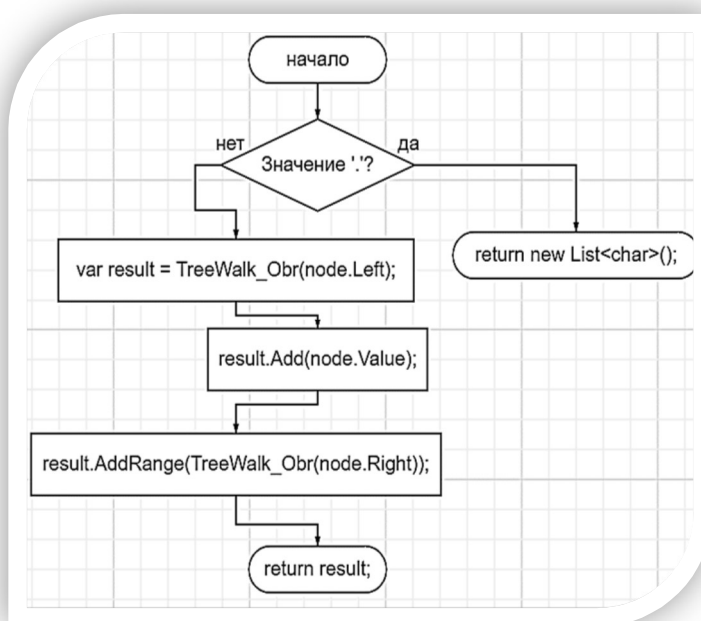 начало
нет
да
Значение '.'?
return new List<char>();
var result = TreeWalk_Obr(node.Left);
result.Add(node.Value);
result.AddRange(TreeWalk_Obr(node.Right));
return result;